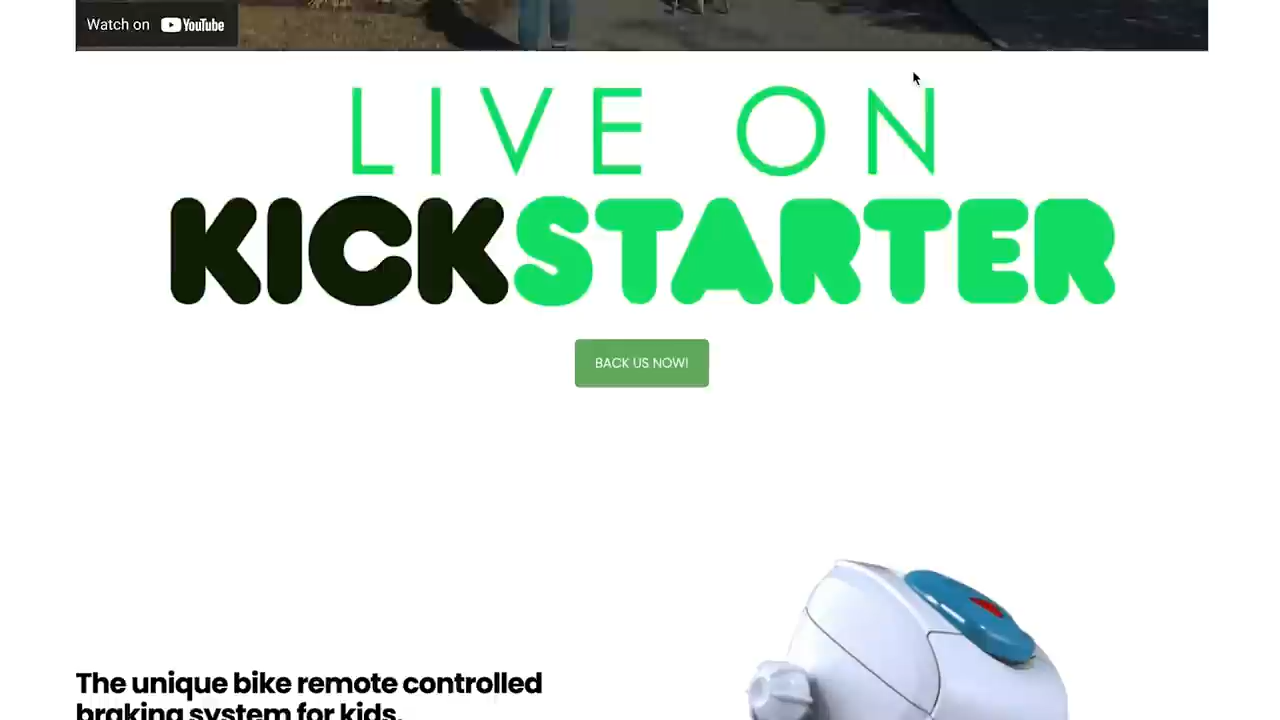 Watch on YouTube
LIVE ON
KICKSTARTER
BACK US NOW!
The unique bike remote controlled
braking system for kids.